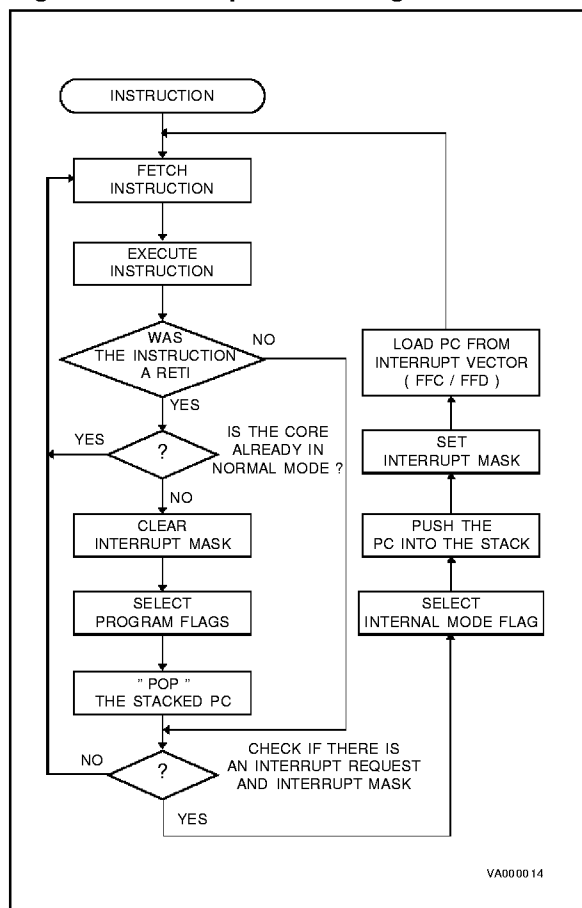 INSTRUCTION
FETCH
INSTRUCTION
EXECUTE
INSTRUCTION
WAS
THE INSTRUCTION
A RETI
NO
YES
YES
?
IS THE CORE
ALREADY IN
NORMAL MODE ?
NO
CLEAR
INTERRUPT MASK
SELECT
PROGRAM FLAGS
" POP "
THE STACKED PC
NO
?
CHECK IF THERE IS
AN INTERRUPT REQUEST
AND INTERRUPT MASK
YES
LOAD PC FROM
INTERRUPT VECTOR
( FFC / FFD )
SET
INTERRUPT MASK
PUSH THE
PC INTO THE STACK
SELECT
INTERNAL MODE FLAG
VA000014